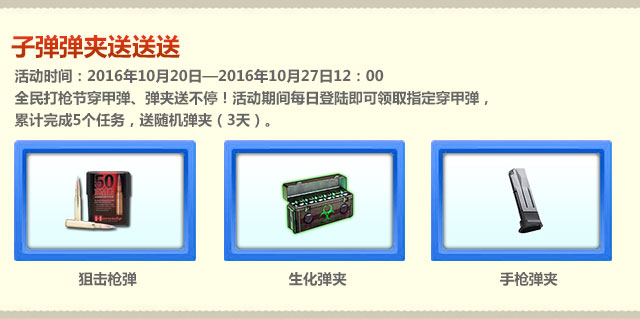 子弹弹夹送送送
活动时间：2016年10月20日—2016年10月27日12：00
全民打枪节穿甲弹、弹夹送不停！活动期间每日登陆即可领取指定穿甲弹，
累计完成5个任务，送随机弹夹（3天）。
50
Hornady
狙击枪弹
生化弹夹
手枪弹夹